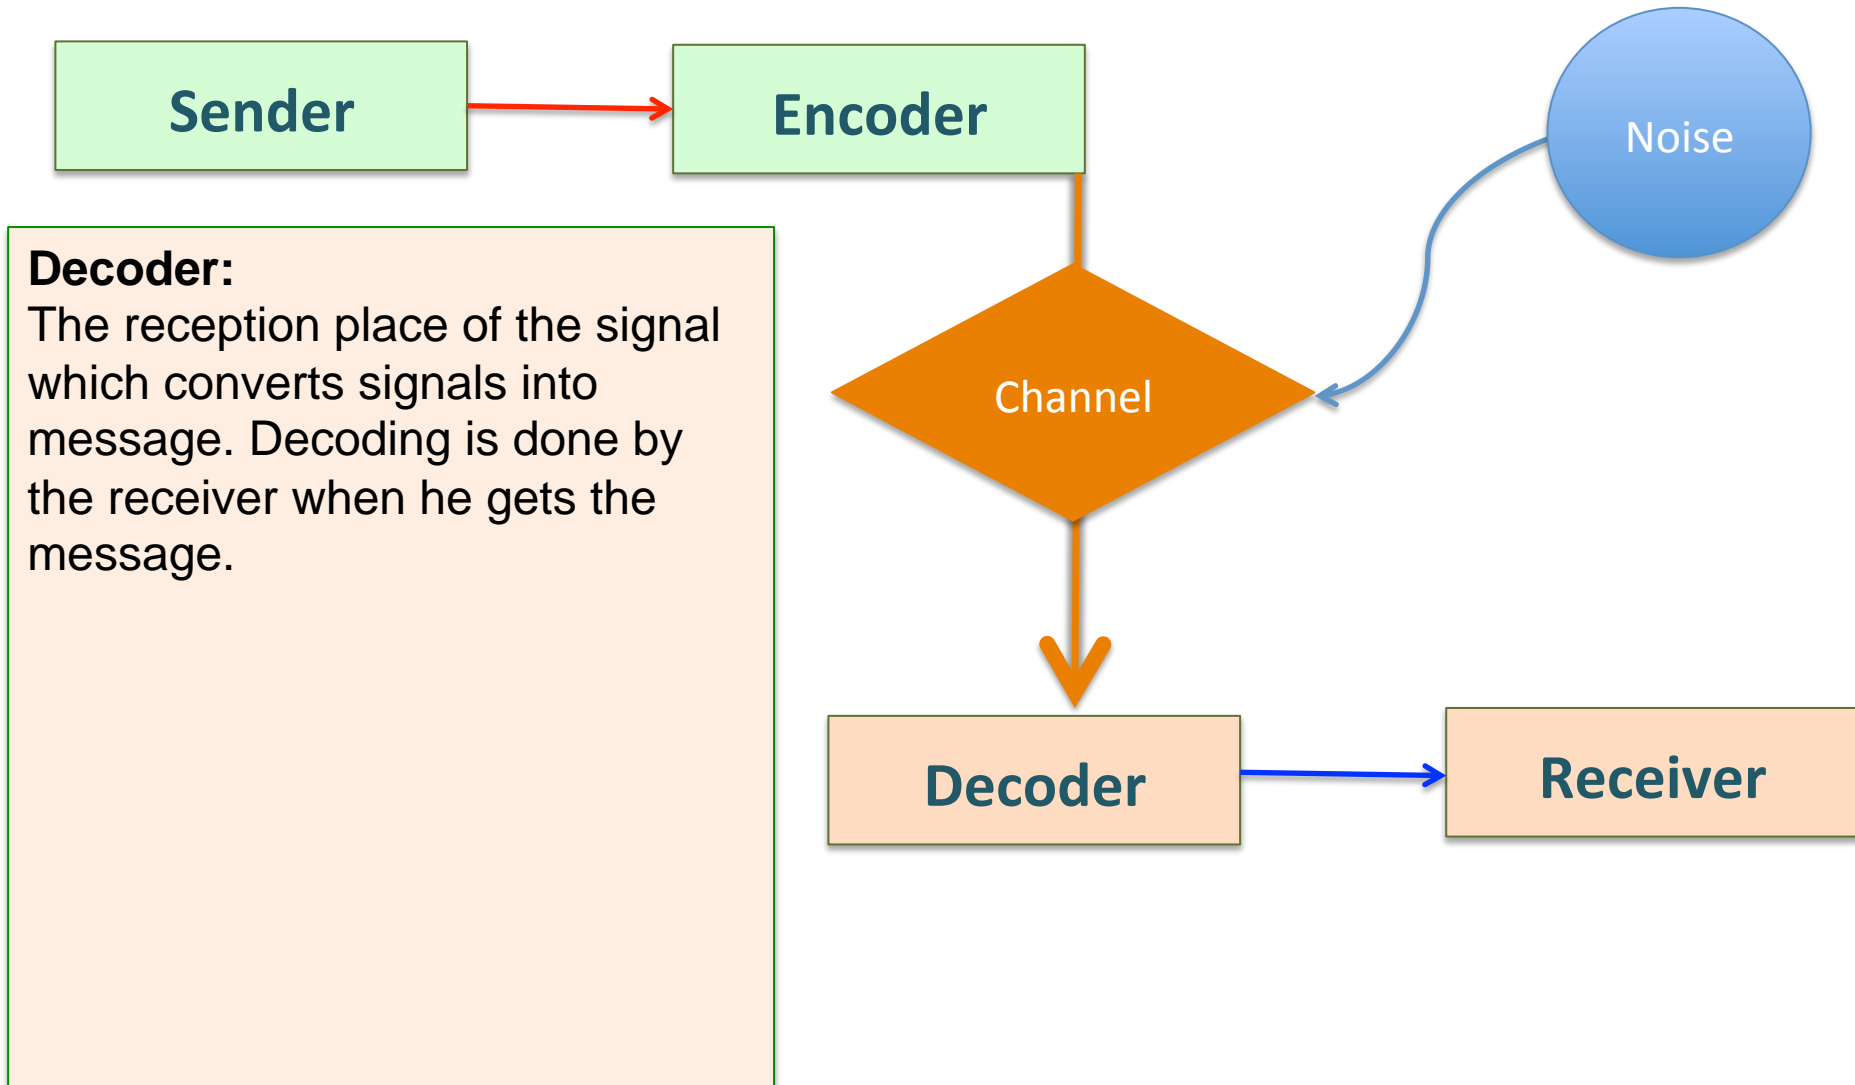 Sender
Encoder
Noise
Decoder:
The reception place of the signal
which converts signals into
message. Decoding is done by
the receiver when he gets the
message.
Channel
Decoder
Receiver